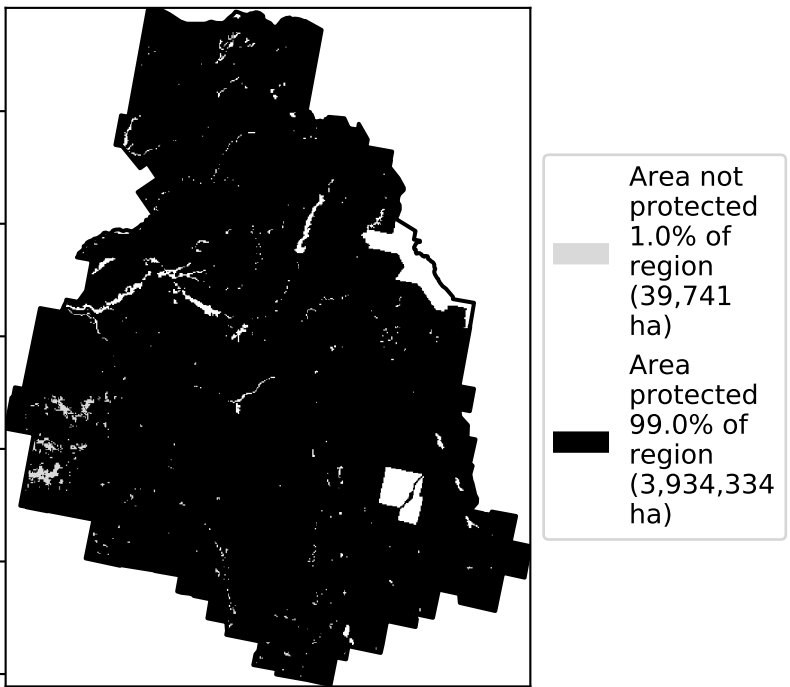 Area not
protected
1.0% of
region
(39,741
ha)
Area
protected
99.0% of
region
(3,934,334
ha)